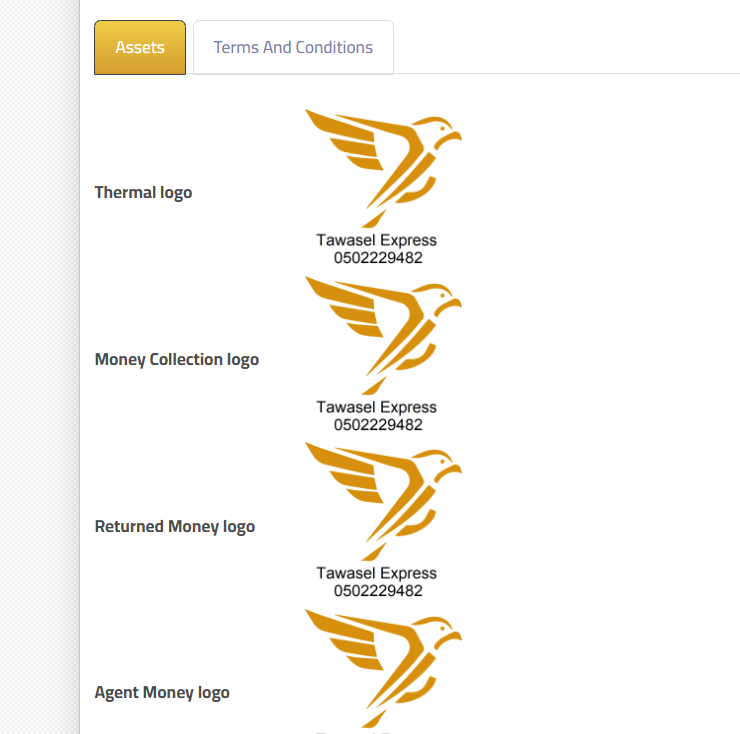 Assets
Terms And Conditions
Thermal logo
Tawasel Express
0502229482
Money Collection logo
Tawasel Express
0502229482
Returned Money logo
Tawasel Express
0502229482
Agent Money logo